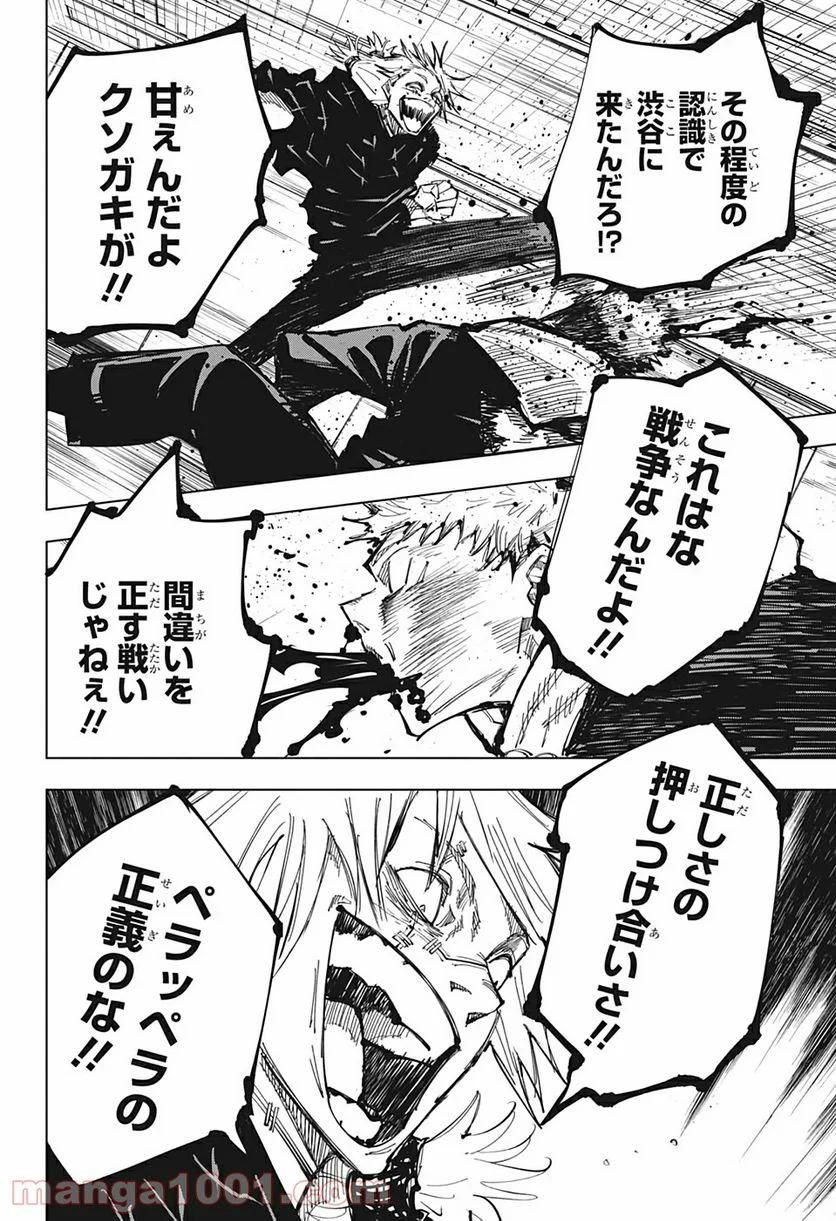 その程度の
認識で
渋谷に
来たんだろ!?
甘ぇんだよ
クソガキが!!
これはな
戦争なんだよ!!
間違いを
正す戦い
じゃねぇ!!
正しさの
押しつけ合いさ!!
ペラッペラの
正義のな!!
manga1001.com